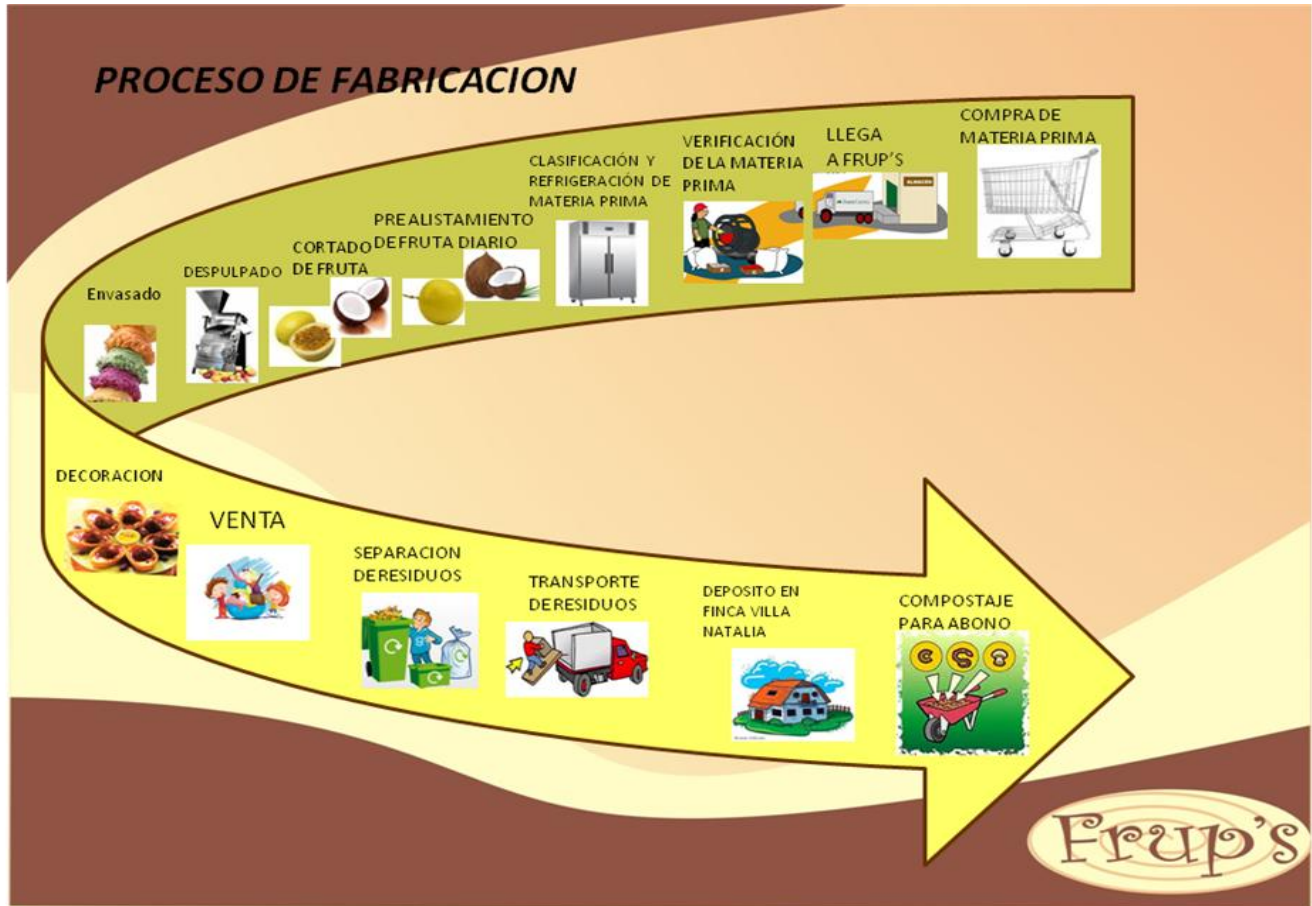 PROCESO DE FABRICACION
COMPRA DE
MATERIA PRIMA
LLEGA
A FRUP'S
ALMACEN
VERIFICACIÓN
DE LA MATERIA
PRIMA
CLASIFICACIÓN Y
REFRIGERACIÓN DE
MATERIA PRIMA
PREALISTAMIENTO
DE FRUTA DIARIO
CORTADO
DE FRUTA
DESPULPADO
Envasado
DECORACION
VENTA
SEPARACION
DE RESIDUOS
TRANSPORTE
DE RESIDUOS
DEPOSITO EN
FINCA VILLA
NATALIA
COMPOSTAJE
PARA ABONO
Frup's